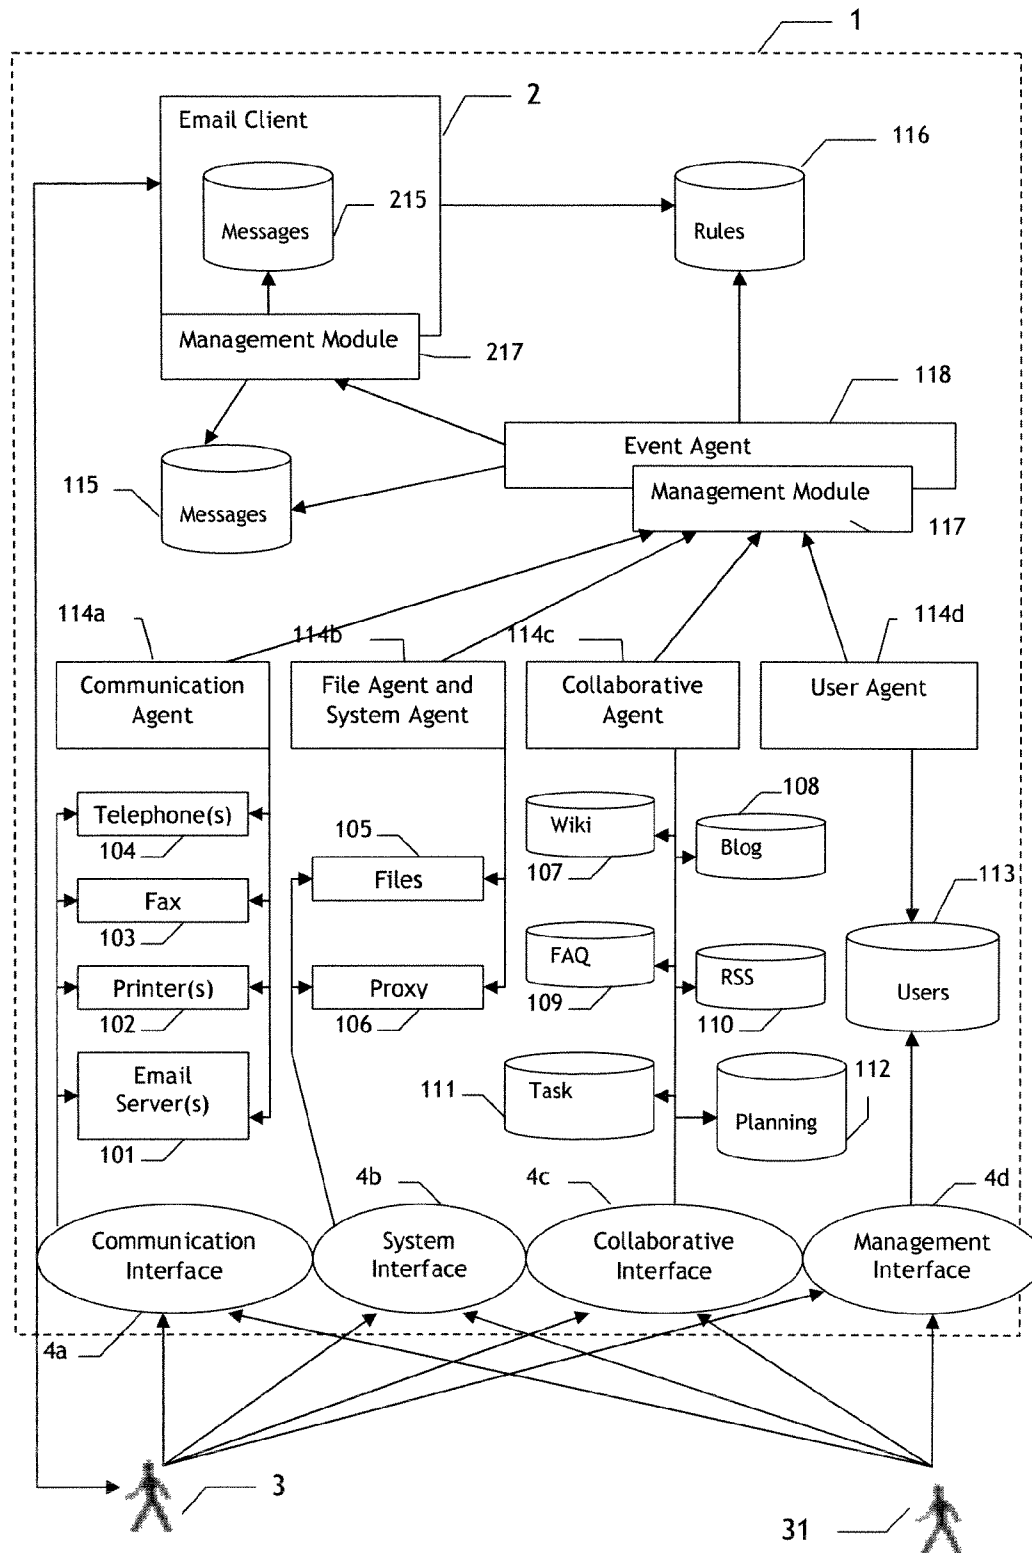 1
2
Email Client
116
215
Messages
Rules
Management Module
217
118
Event Agent
115
Messages
Management Module
117
114a
114b
114c
114d
Communication
Agent
File Agent and
System Agent
Collaborative
Agent
User Agent
Telephone(s)
104
105
Files
Wiki
107
108
Blog
Fax
103
113
FAQ
109
RSS
110
Users
Printer(s)
102
Proxy
106
Email
Server(s)
101
111
Task
112
Planning
4b
4c
4d
Communication
Interface
System
Interface
Collaborative
Interface
Management
Interface
4a
3
31